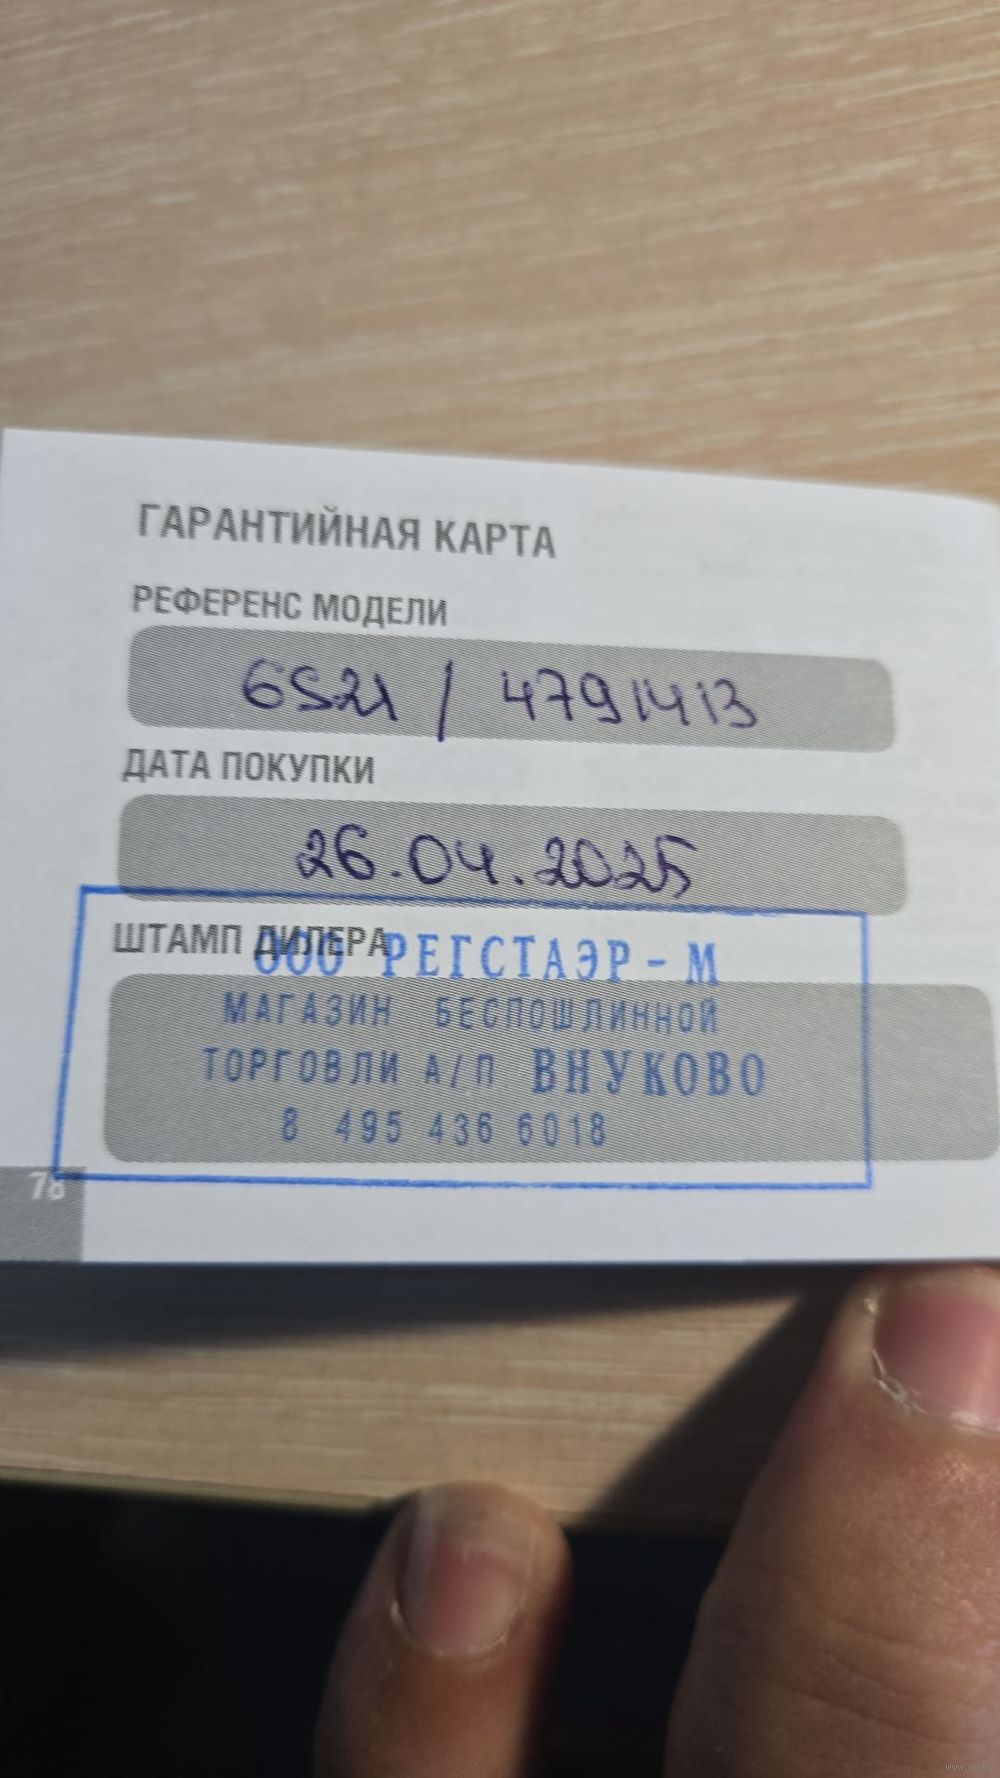 ГАРАНТИЙНАЯ КАРТА
РЕФЕРЕНС МОДЕЛИ
6S21 / 4791413
ДАТА ПОКУПКИ
26.04.2025
ШТАМП ДИЛЕРА
ООО РЕГСТАЭР - М
МАГАЗИН БЕСПОШЛИННОЙ
ТОРГОВЛИ А/П ВНУКОВО
8 495 436 6018
78